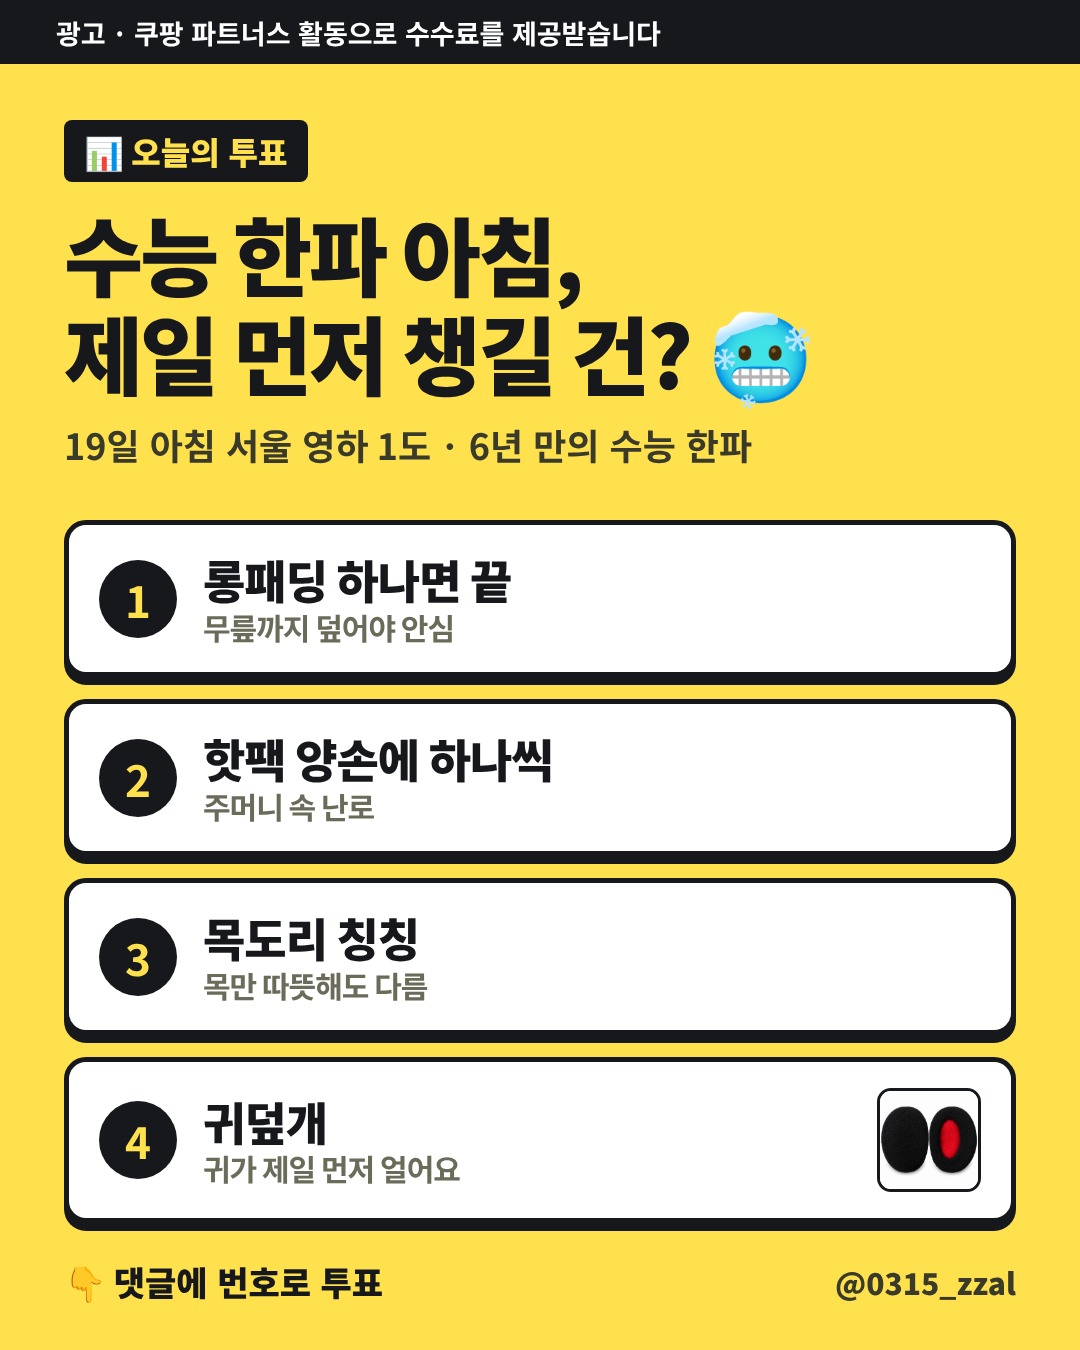 광고 · 쿠팡 파트너스 활동으로 수수료를 제공받습니다
📊 오늘의 투표
수능 한파 아침,
제일 먼저 챙길 건? 🥶
19일 아침 서울 영하 1도 · 6년 만의 수능 한파
1
롱패딩 하나면 끝
무릎까지 덮어야 안심
2
핫팩 양손에 하나씩
주머니 속 난로
3
목도리 칭칭
목만 따뜻해도 다름
4
귀덮개
귀가 제일 먼저 얼어요
👇 댓글에 번호로 투표
@0315_zzal